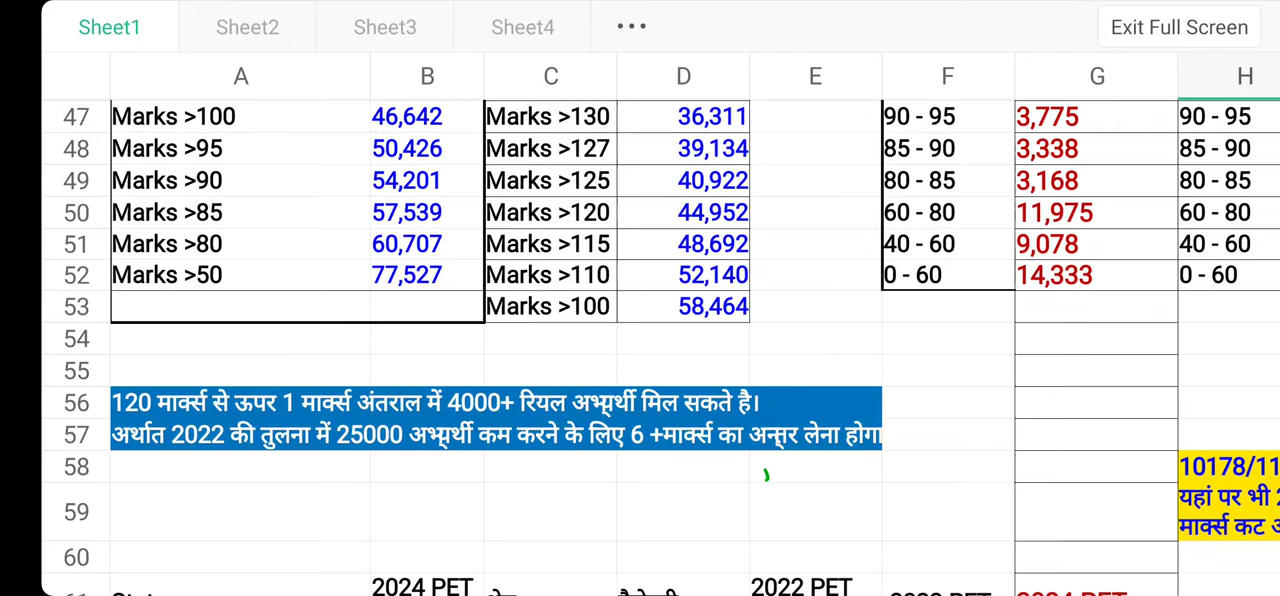 Sheet1 Sheet2 Sheet3 Sheet4 ••• Exit Full Screen
A B C D E F G H
47 Marks >100 46,642 Marks >130 36,311 90 - 95 3,775 90 - 95
48 Marks >95 50,426 Marks >127 39,134 85 - 90 3,338 85 - 90
49 Marks >90 54,201 Marks >125 40,922 80 - 85 3,168 80 - 85
50 Marks >85 57,539 Marks >120 44,952 60 - 80 11,975 60 - 80
51 Marks >80 60,707 Marks >115 48,692 40 - 60 9,078 40 - 60
52 Marks >50 77,527 Marks >110 52,140 0 - 60 14,333 0 - 60
53 Marks >100 58,464
54
55
56 120 मार्क्स से ऊपर 1 मार्क्स अंतराल में 4000+ रियल अभ्यर्थी मिल सकते है।
57 अर्थात 2022 की तुलना में 25000 अभ्यर्थी कम करने के लिए 6 +मार्क्स का अन्तर लेना होगा
58 10178/11
59 यहां पर भी
मार्क्स कट
60
2024 PET 2022 PET
2024 PET